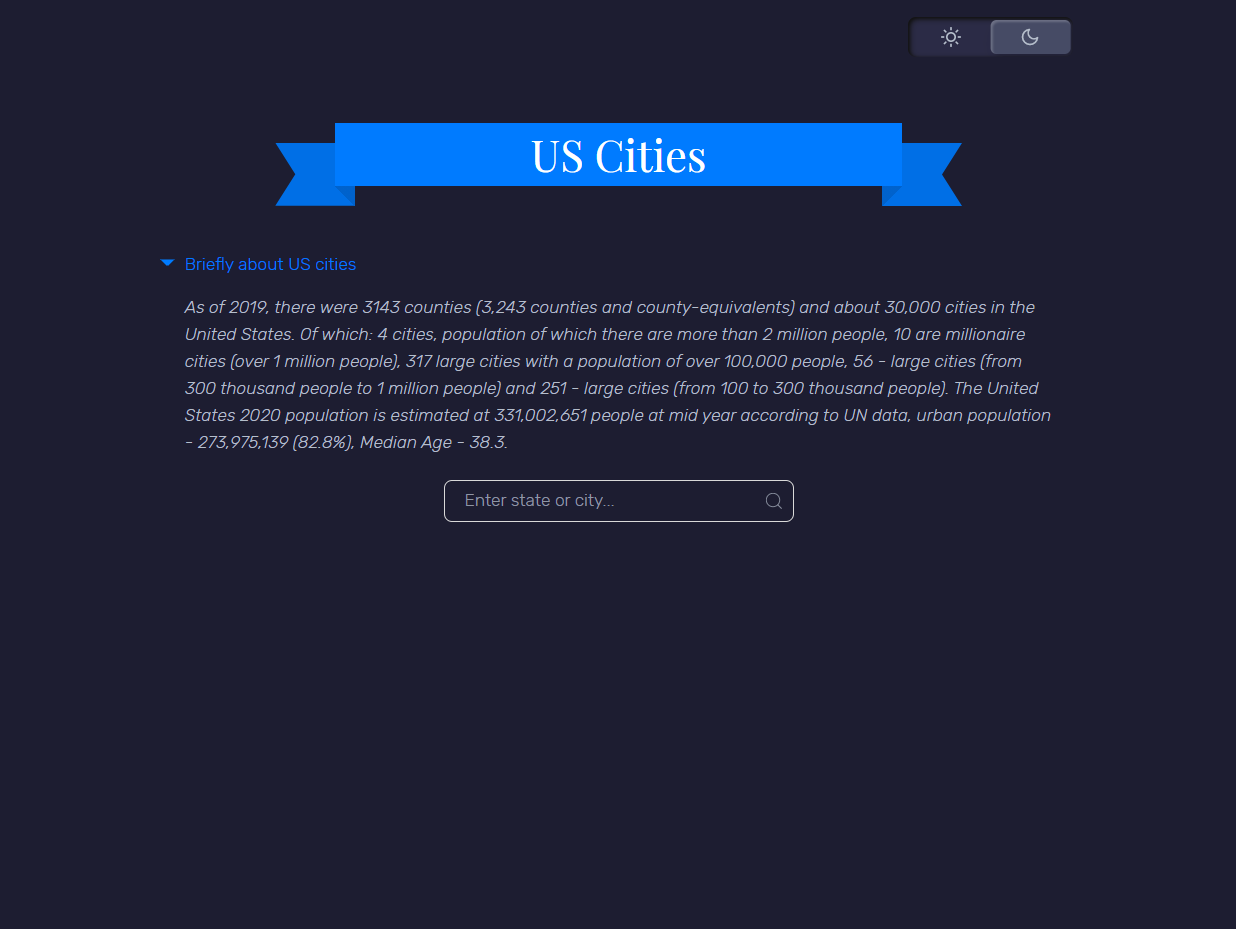 US Cities
Briefly about US cities
As of 2019, there were 3143 counties (3,243 counties and county-equivalents) and about 30,000 cities in the
United States. Of which: 4 cities, population of which there are more than 2 million people, 10 are millionaire
cities (over 1 million people), 317 large cities with a population of over 100,000 people, 56 - large cities (from
300 thousand people to 1 million people) and 251 - large cities (from 100 to 300 thousand people). The United
States 2020 population is estimated at 331,002,651 people at mid year according to UN data, urban population
- 273,975,139 (82.8%), Median Age - 38.3.
Enter state or city...